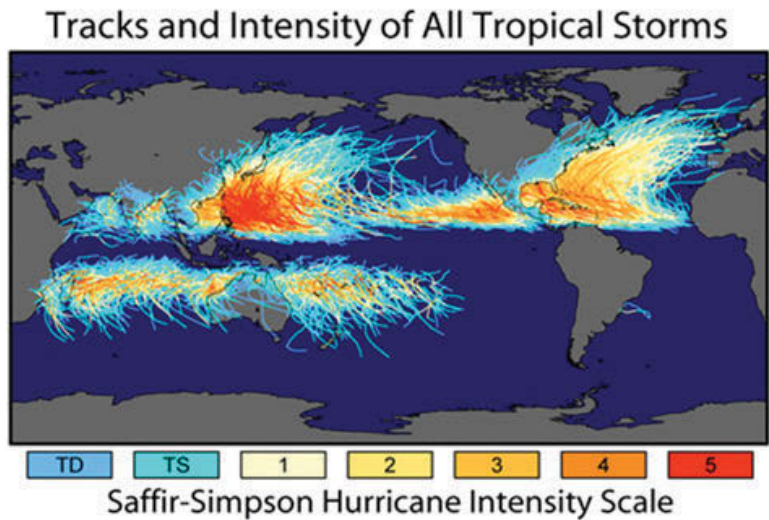 Tracks and Intensity of All Tropical Storms
TD TS 1 2 3 4 5
Saffir-Simpson Hurricane Intensity Scale